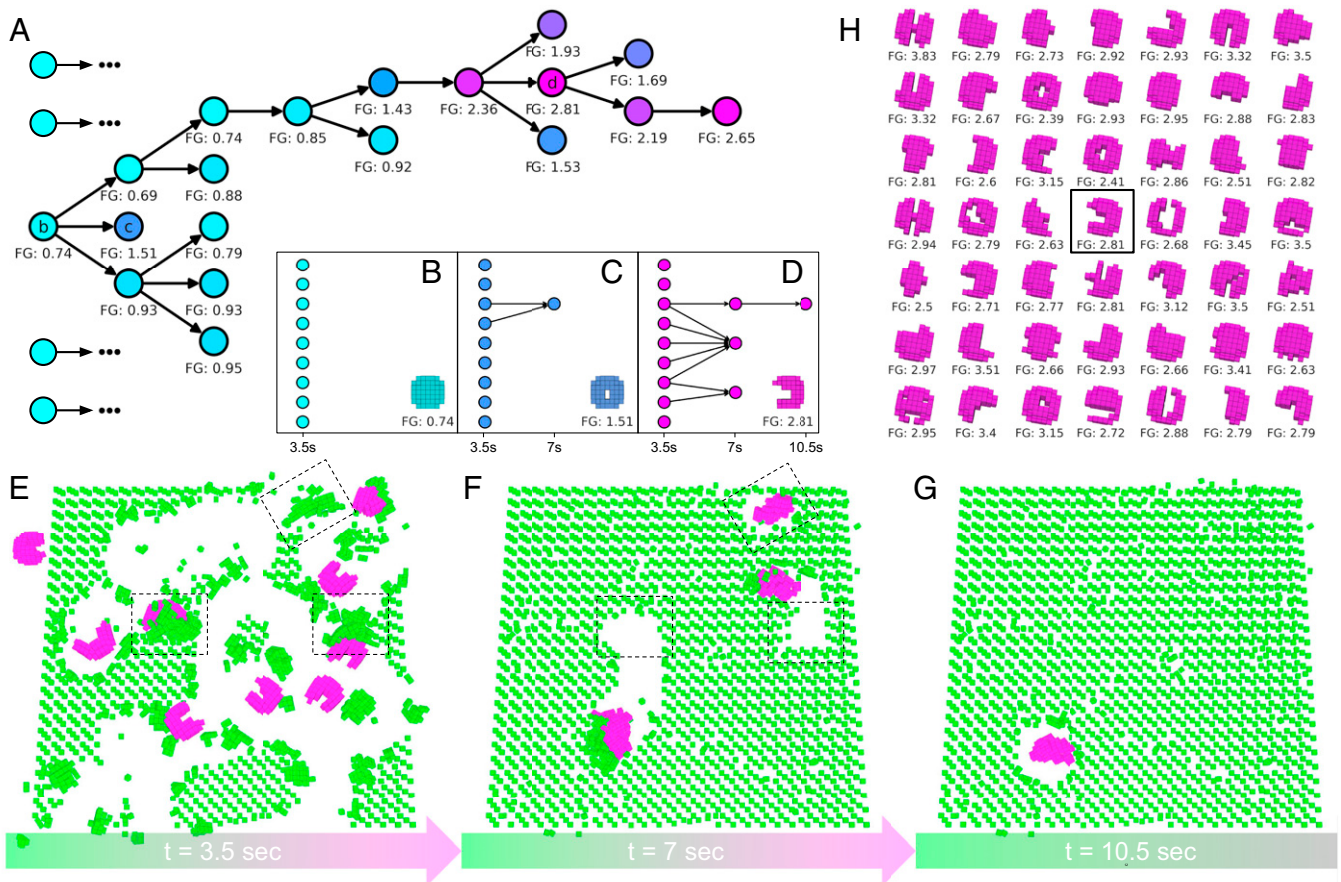 A
H
•••
•••
b
FG: 0.74
FG: 0.69
c
FG: 1.51
FG: 0.93
FG: 0.74
FG: 0.88
FG: 0.79
FG: 0.93
FG: 0.95
FG: 0.85
FG: 1.43
FG: 0.92
FG: 2.36
FG: 1.93
d
FG: 2.81
FG: 1.53
FG: 1.69
FG: 2.19
FG: 2.65
•••
•••
B
FG: 0.74
3.5s
C
FG: 1.51
3.5s 7s
D
FG: 2.81
3.5s 7s 10.5s
FG: 3.83 FG: 2.79 FG: 2.73 FG: 2.92 FG: 2.93 FG: 3.32 FG: 3.5
FG: 3.32 FG: 2.67 FG: 2.39 FG: 2.93 FG: 2.95 FG: 2.88 FG: 2.83
FG: 2.81 FG: 2.6 FG: 3.15 FG: 2.41 FG: 2.86 FG: 2.51 FG: 2.82
FG: 2.94 FG: 2.79 FG: 2.63 FG: 2.81 FG: 2.68 FG: 3.45 FG: 3.5
FG: 2.5 FG: 2.71 FG: 2.77 FG: 2.81 FG: 3.12 FG: 3.5 FG: 2.51
FG: 2.97 FG: 3.51 FG: 2.66 FG: 2.93 FG: 2.66 FG: 3.41 FG: 2.63
FG: 2.95 FG: 3.4 FG: 3.15 FG: 2.72 FG: 2.88 FG: 2.79 FG: 2.79
E
F
G
t = 3.5 sec
t = 7 sec
t = 10.5 sec